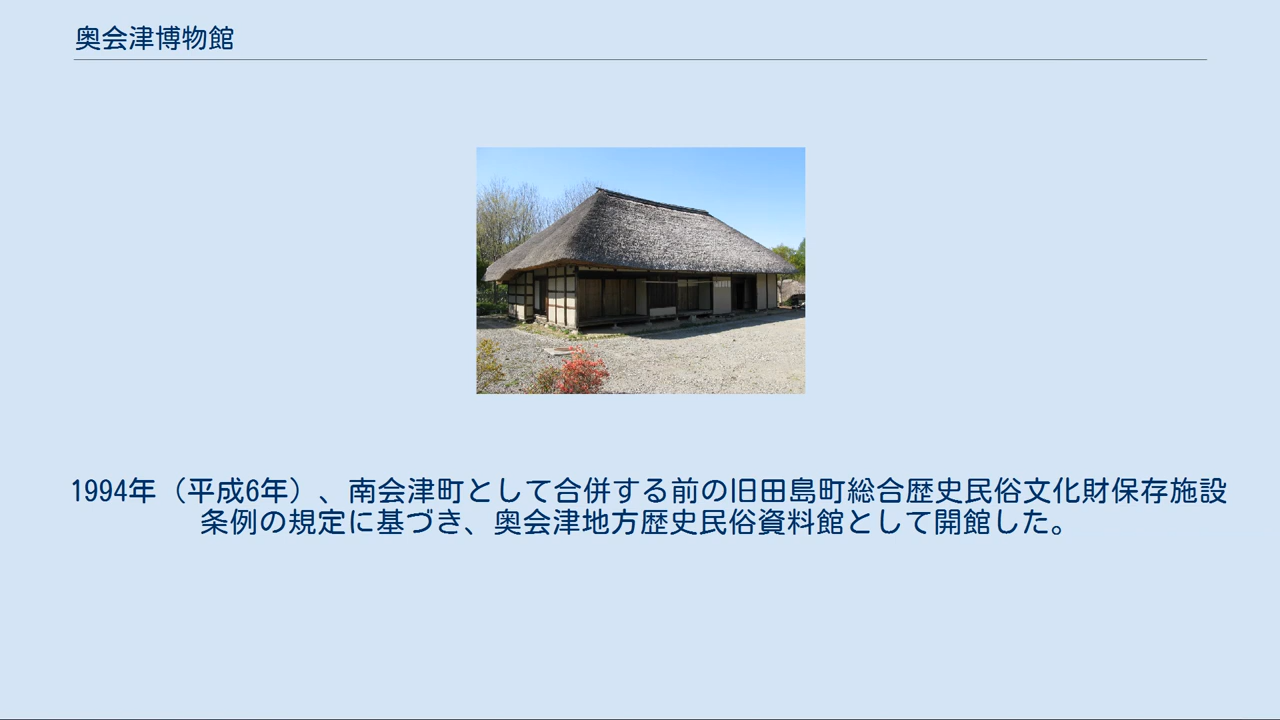 奥会津博物館
1994年（平成6年）、南会津町として合併する前の旧田島町総合歴史民俗文化財保存施設
条例の規定に基づき、奥会津地方歴史民俗資料館として開館した。